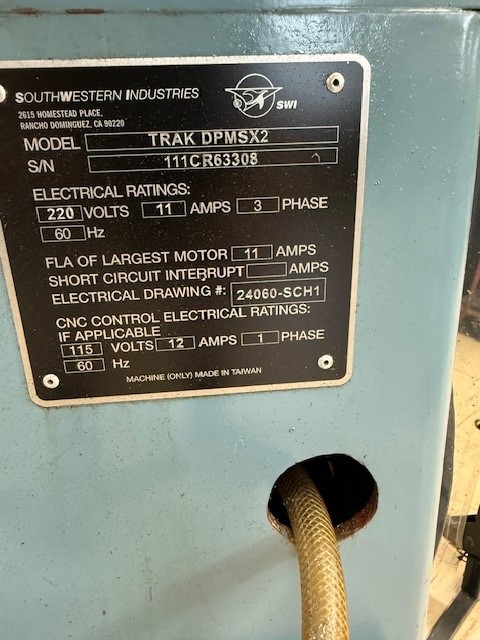 SOUTHWESTERN INDUSTRIES
® SWI
2615 HOMESTEAD PLACE,
RANCHO DOMINGUEZ, CA 90220
MODEL TRAK DPMSX2
S/N 111CR63308
ELECTRICAL RATINGS:
220 VOLTS 11 AMPS 3 PHASE
60 Hz
FLA OF LARGEST MOTOR 11 AMPS
SHORT CIRCUIT INTERRUPT AMPS
ELECTRICAL DRAWING #: 24060-SCH1
CNC CONTROL ELECTRICAL RATINGS:
IF APPLICABLE
115 VOLTS 12 AMPS 1 PHASE
60 Hz
MACHINE (ONLY) MADE IN TAIWAN